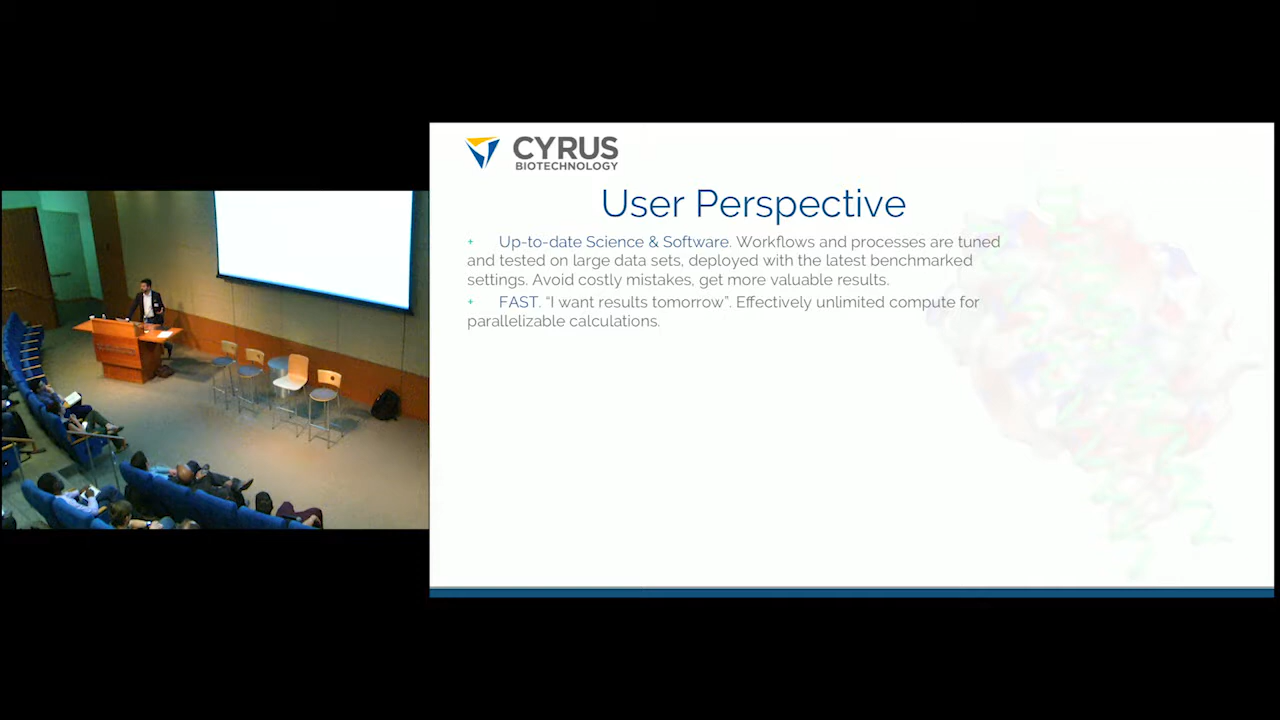 CYRUS
BIOTECHNOLOGY
User Perspective
+ Up-to-date Science & Software. Workflows and processes are tuned
and tested on large data sets, deployed with the latest benchmarked
settings. Avoid costly mistakes, get more valuable results.
+ FAST. “I want results tomorrow”. Effectively unlimited compute for
parallelizable calculations.